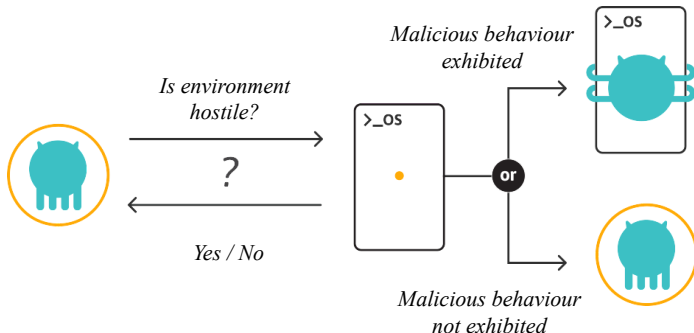 >_OS
Malicious behaviour
exhibited
Is environment
hostile?
>_OS
?
or
Yes / No
Malicious behaviour
not exhibited